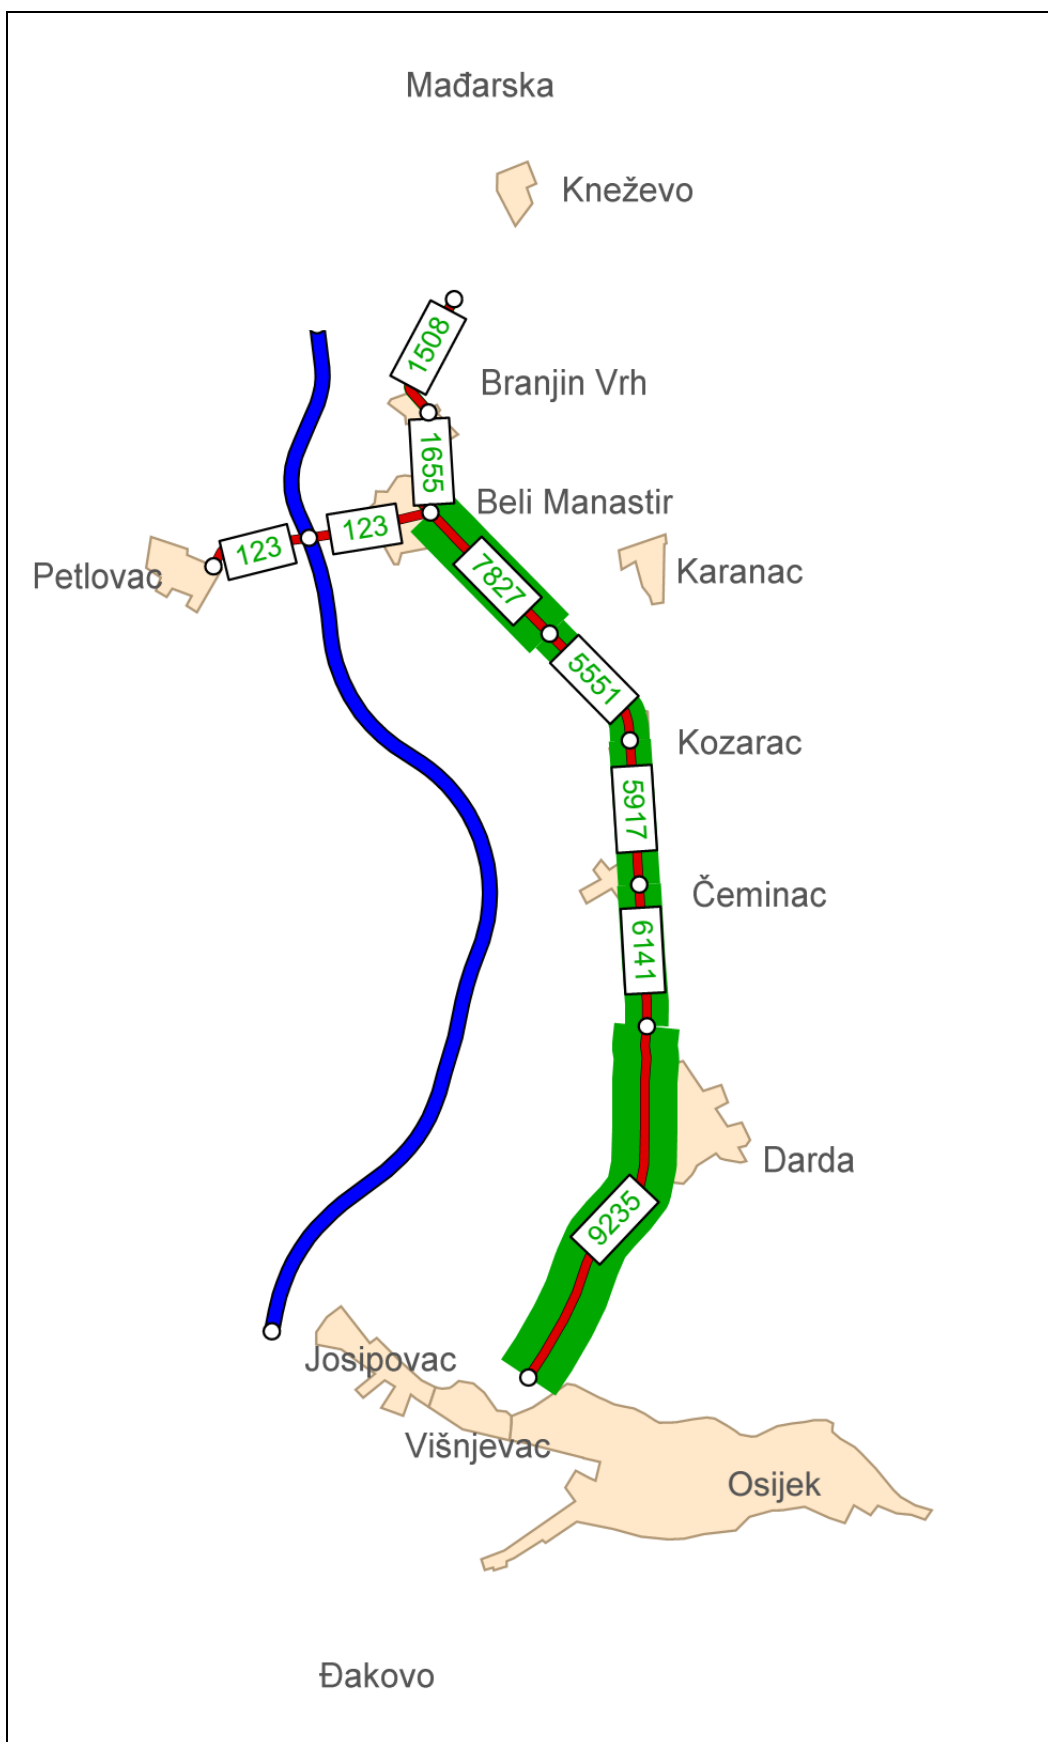 Mađarska
Kneževo
1508
Branjin Vrh
1655
Beli Manastir
123
123
Petlovac
7827
Karanac
5551
Kozarac
5917
Čeminac
6141
Darda
9235
Josipovac
Višnjevac
Osijek
Đakovo